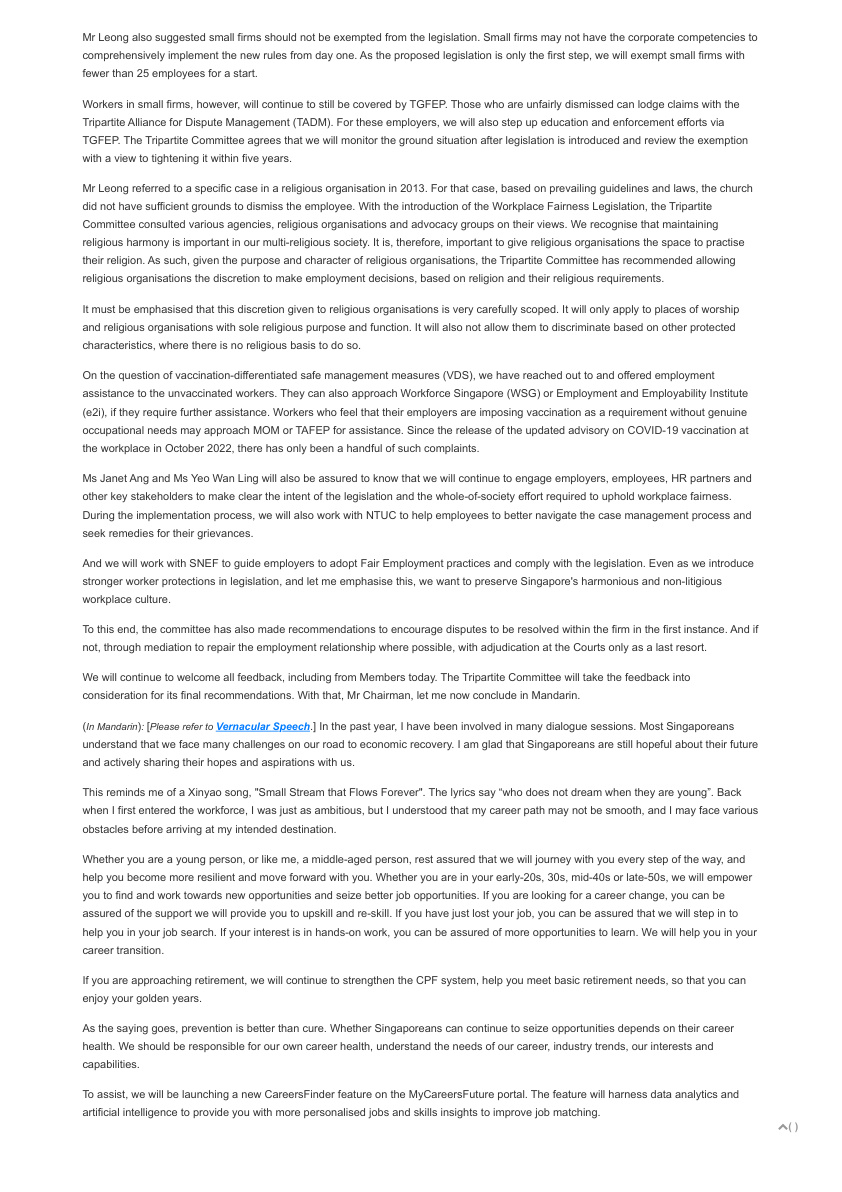 Mr Leong also suggested small firms should not be exempted from the legislation. Small firms may not have the corporate competencies to
comprehensively implement the new rules from day one. As the proposed legislation is only the first step, we will exempt small firms with
fewer than 25 employees for a start.
Workers in small firms, however, will continue to still be covered by TGFEP. Those who are unfairly dismissed can lodge claims with the
Tripartite Alliance for Dispute Management (TADM). For these employers, we will also step up education and enforcement efforts via
TGFEP. The Tripartite Committee agrees that we will monitor the ground situation after legislation is introduced and review the exemption
with a view to tightening it within five years.
Mr Leong referred to a specific case in a religious organisation in 2013. For that case, based on prevailing guidelines and laws, the church
did not have sufficient grounds to dismiss the employee. With the introduction of the Workplace Fairness Legislation, the Tripartite
Committee consulted various agencies, religious organisations and advocacy groups on their views. We recognise that maintaining
religious harmony is important in our multi-religious society. It is, therefore, important to give religious organisations the space to practise
their religion. As such, given the purpose and character of religious organisations, the Tripartite Committee has recommended allowing
religious organisations the discretion to make employment decisions, based on religion and their religious requirements.
It must be emphasised that this discretion given to religious organisations is very carefully scoped. It will only apply to places of worship
and religious organisations with sole religious purpose and function. It will also not allow them to discriminate based on other protected
characteristics, where there is no religious basis to do so.
On the question of vaccination-differentiated safe management measures (VDS), we have reached out to and offered employment
assistance to the unvaccinated workers. They can also approach Workforce Singapore (WSG) or Employment and Employability Institute
(e2i), if they require further assistance. Workers who feel that their employers are imposing vaccination as a requirement without genuine
occupational needs may approach MOM or TAFEP for assistance. Since the release of the updated advisory on COVID-19 vaccination at
the workplace in October 2022, there has only been a handful of such complaints.
Ms Janet Ang and Ms Yeo Wan Ling will also be assured to know that we will continue to engage employers, employees, HR partners and
other key stakeholders to make clear the intent of the legislation and the whole-of-society effort required to uphold workplace fairness.
During the implementation process, we will also work with NTUC to help employees to better navigate the case management process and
seek remedies for their grievances.
And we will work with SNEF to guide employers to adopt Fair Employment practices and comply with the legislation. Even as we introduce
stronger worker protections in legislation, and let me emphasise this, we want to preserve Singapore's harmonious and non-litigious
workplace culture.
To this end, the committee has also made recommendations to encourage disputes to be resolved within the firm in the first instance. And if
not, through mediation to repair the employment relationship where possible, with adjudication at the Courts only as a last resort.
We will continue to welcome all feedback, including from Members today. The Tripartite Committee will take the feedback into
consideration for its final recommendations. With that, Mr Chairman, let me now conclude in Mandarin.
(In Mandarin): [Please refer to Vernacular Speech.] In the past year, I have been involved in many dialogue sessions. Most Singaporeans
understand that we face many challenges on our road to economic recovery. I am glad that Singaporeans are still hopeful about their future
and actively sharing their hopes and aspirations with us.
This reminds me of a Xinyao song, "Small Stream that Flows Forever". The lyrics say “who does not dream when they are young”. Back
when I first entered the workforce, I was just as ambitious, but I understood that my career path may not be smooth, and I may face various
obstacles before arriving at my intended destination.
Whether you are a young person, or like me, a middle-aged person, rest assured that we will journey with you every step of the way, and
help you become more resilient and move forward with you. Whether you are in your early-20s, 30s, mid-40s or late-50s, we will empower
you to find and work towards new opportunities and seize better job opportunities. If you are looking for a career change, you can be
assured of the support we will provide you to upskill and re-skill. If you have just lost your job, you can be assured that we will step in to
help you in your job search. If your interest is in hands-on work, you can be assured of more opportunities to learn. We will help you in your
career transition.
If you are approaching retirement, we will continue to strengthen the CPF system, help you meet basic retirement needs, so that you can
enjoy your golden years.
As the saying goes, prevention is better than cure. Whether Singaporeans can continue to seize opportunities depends on their career
health. We should be responsible for our own career health, understand the needs of our career, industry trends, our interests and
capabilities.
To assist, we will be launching a new CareersFinder feature on the MyCareersFuture portal. The feature will harness data analytics and
artificial intelligence to provide you with more personalised jobs and skills insights to improve job matching.
( )